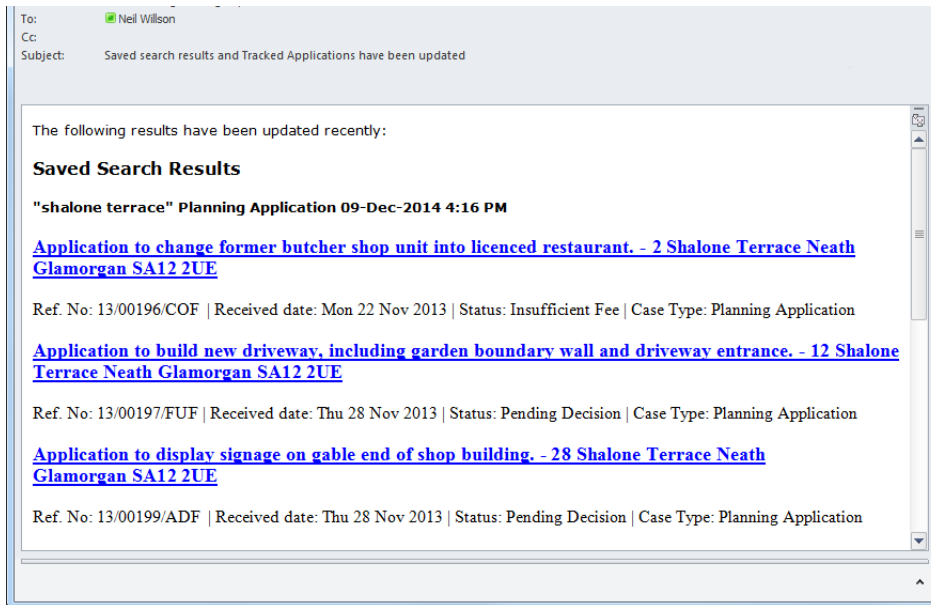 To: Neil Willson
Cc:
Subject: Saved search results and Tracked Applications have been updated
The following results have been updated recently:
Saved Search Results
"shalone terrace" Planning Application 09-Dec-2014 4:16 PM
Application to change former butcher shop unit into licenced restaurant. - 2 Shalone Terrace Neath
Glamorgan SA12 2UE
Ref. No: 13/00196/COF | Received date: Mon 22 Nov 2013 | Status: Insufficient Fee | Case Type: Planning Application
Application to build new driveway, including garden boundary wall and driveway entrance. - 12 Shalone
Terrace Neath Glamorgan SA12 2UE
Ref. No: 13/00197/FUF | Received date: Thu 28 Nov 2013 | Status: Pending Decision | Case Type: Planning Application
Application to display signage on gable end of shop building. - 28 Shalone Terrace Neath
Glamorgan SA12 2UE
Ref. No: 13/00199/ADF | Received date: Thu 28 Nov 2013 | Status: Pending Decision | Case Type: Planning Application